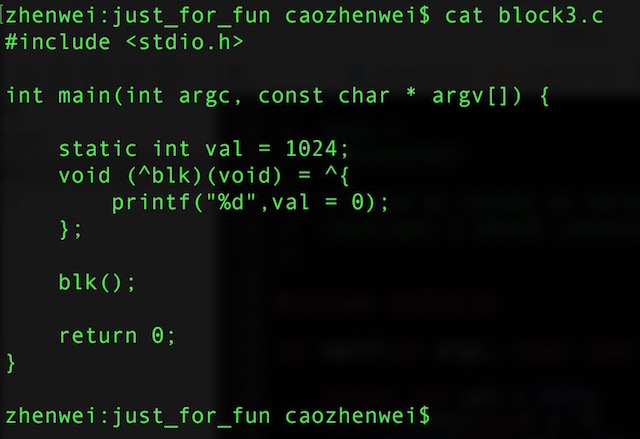 zhenwei:just_for_fun caozhenwei$ cat block3.c
#include <stdio.h>
int main(int argc, const char * argv[]) {
    static int val = 1024;
    void (^blk)(void) = ^{
        printf("%d",val = 0);
    };
    blk();
    return 0;
}
zhenwei:just_for_fun caozhenwei$